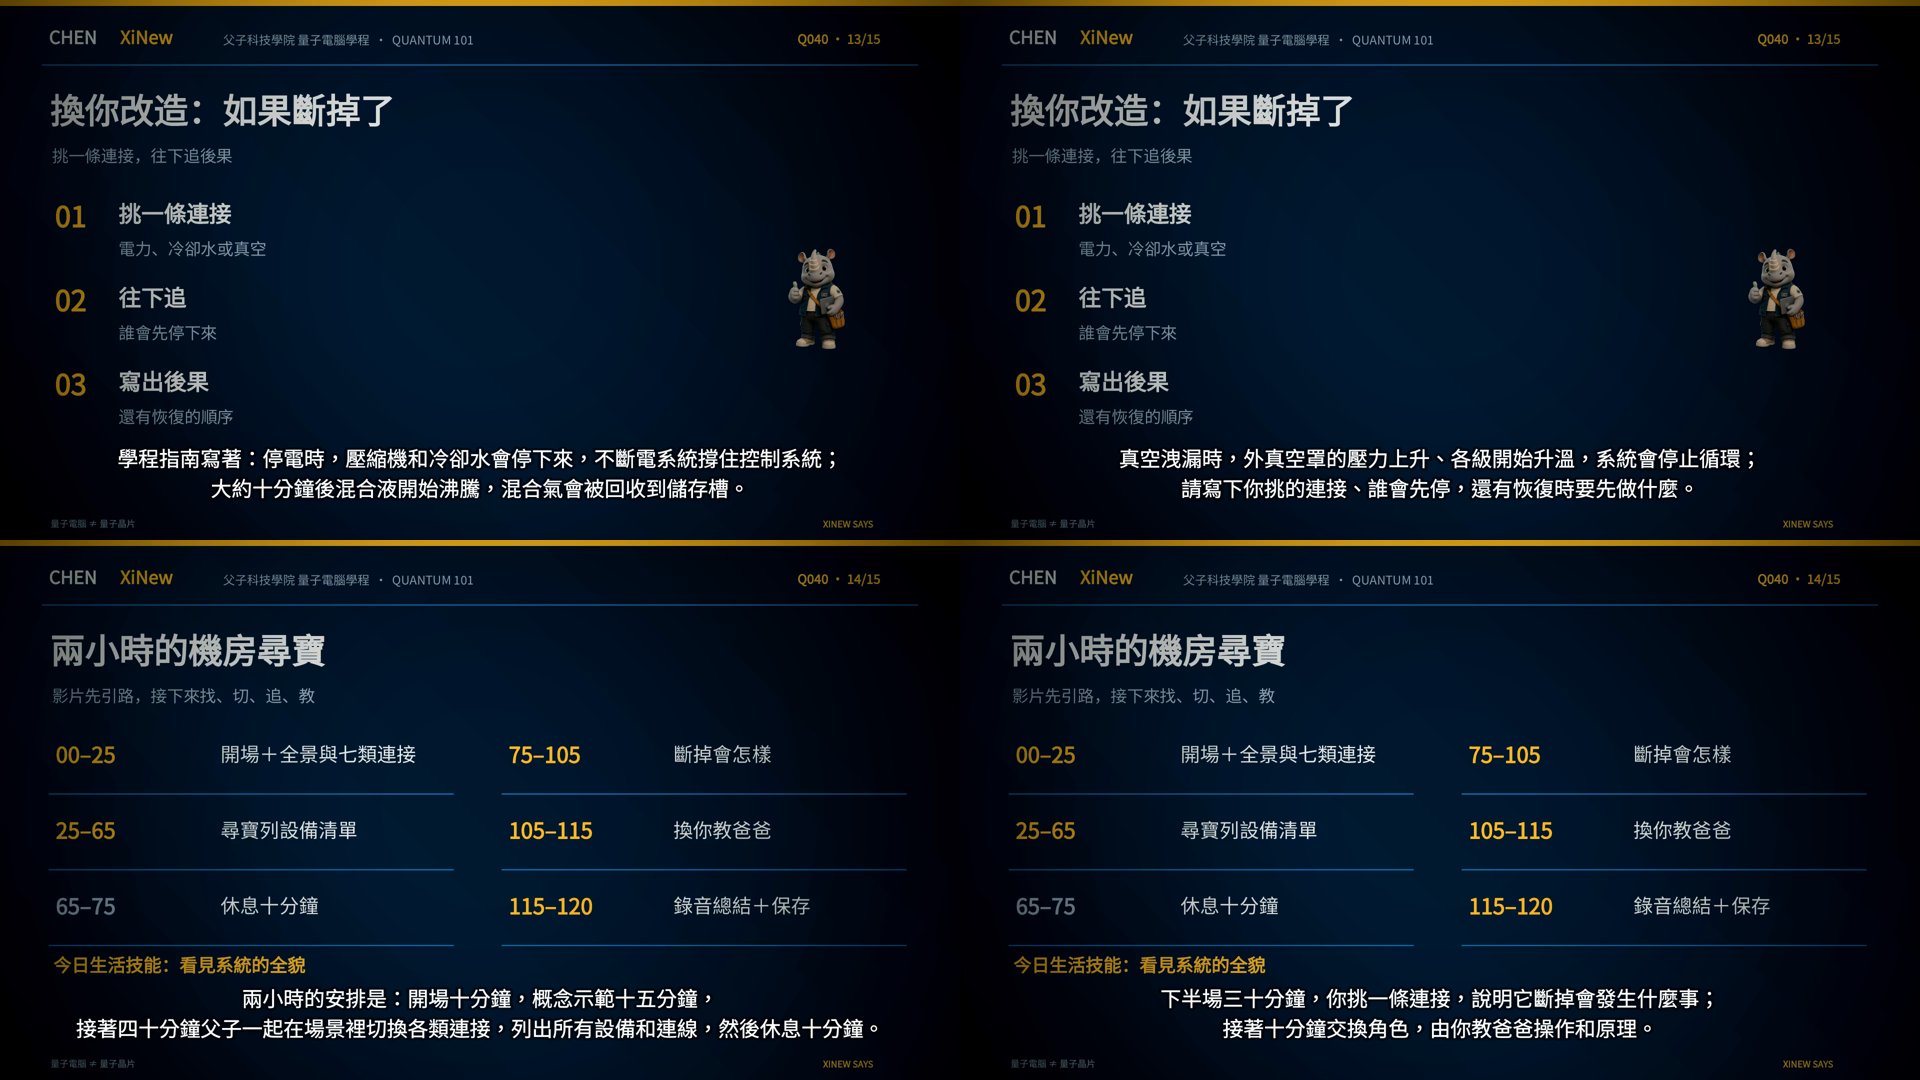 CHEN XiNew 父子科技學院 量子電腦學程 · QUANTUM 101 Q040 · 13/15
換你改造：如果斷掉了
挑一條連接，往下追後果
01 挑一條連接
電力、冷卻水或真空
02 往下追
誰會先停下來
03 寫出後果
還有恢復的順序
學程指南寫著：停電時，壓縮機和冷卻水會停下來，不斷電系統撐住控制系統；
大約十分鐘後混合液開始沸騰，混合氣會被回收到儲存槽。
量子電腦 ≠ 量子晶片 XINEW SAYS
CHEN XiNew 父子科技學院 量子電腦學程 · QUANTUM 101 Q040 · 13/15
換你改造：如果斷掉了
挑一條連接，往下追後果
01 挑一條連接
電力、冷卻水或真空
02 往下追
誰會先停下來
03 寫出後果
還有恢復的順序
真空洩漏時，外真空罩的壓力上升、各級開始升溫，系統會停止循環；
請寫下你挑的連接、誰會先停，還有恢復時要先做什麼。
量子電腦 ≠ 量子晶片 XINEW SAYS
CHEN XiNew 父子科技學院 量子電腦學程 · QUANTUM 101 Q040 · 14/15
兩小時的機房尋寶
影片先引路，接下來找、切、追、教
00–25 開場＋全景與七類連接 75–105 斷掉會怎樣
25–65 尋寶列設備清單 105–115 換你教爸爸
65–75 休息十分鐘 115–120 錄音總結＋保存
今日生活技能：看見系統的全貌
兩小時的安排是：開場十分鐘，概念示範十五分鐘，
接著四十分鐘父子一起在場景裡切換各類連接，列出所有設備和連線，然後休息十分鐘。
量子電腦 ≠ 量子晶片 XINEW SAYS
CHEN XiNew 父子科技學院 量子電腦學程 · QUANTUM 101 Q040 · 14/15
兩小時的機房尋寶
影片先引路，接下來找、切、追、教
00–25 開場＋全景與七類連接 75–105 斷掉會怎樣
25–65 尋寶列設備清單 105–115 換你教爸爸
65–75 休息十分鐘 115–120 錄音總結＋保存
今日生活技能：看見系統的全貌
下半場三十分鐘，你挑一條連接，說明它斷掉會發生什麼事；
接著十分鐘交換角色，由你教爸爸操作和原理。
量子電腦 ≠ 量子晶片 XINEW SAYS